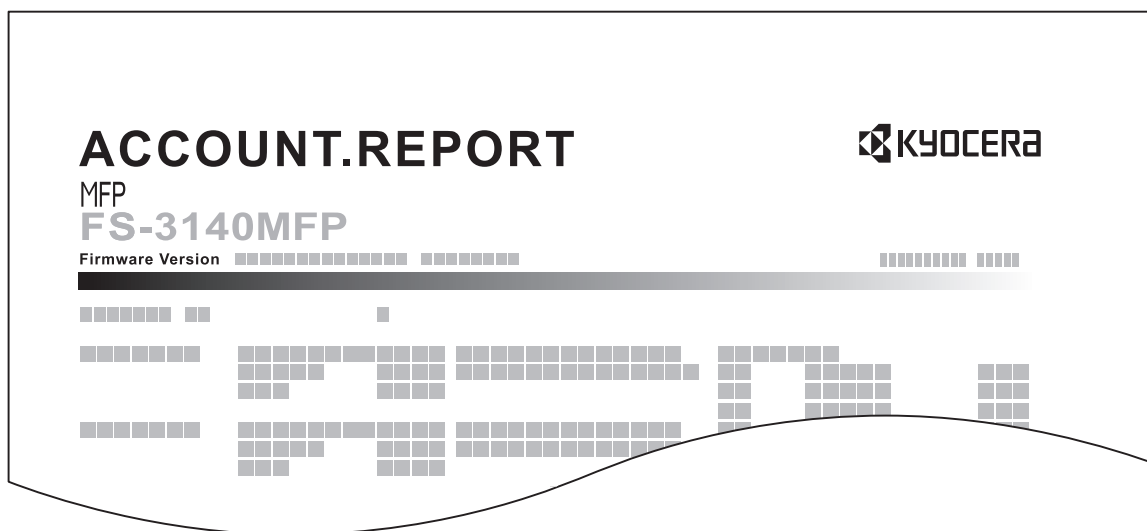 ACCOUNT.REPORT
KYOCERA
MFP
FS-3140MFP
Firmware Version